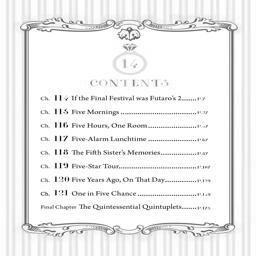 14
CONTENTS
Ch. 114 If the Final Festival was Futaro's 2
Ch. 115 Five Mornings
Ch. 116 Five Hours, One Room
Ch. 117 Five-Alarm Lunchtime
Ch. 118 The Fifth Sister's Memories
Ch. 119 Five-Star Tour
Ch. 120 Five Years Ago, On That Day
Ch. 121 One in Five Chance
Final Chapter The Quintessential Quintuplets